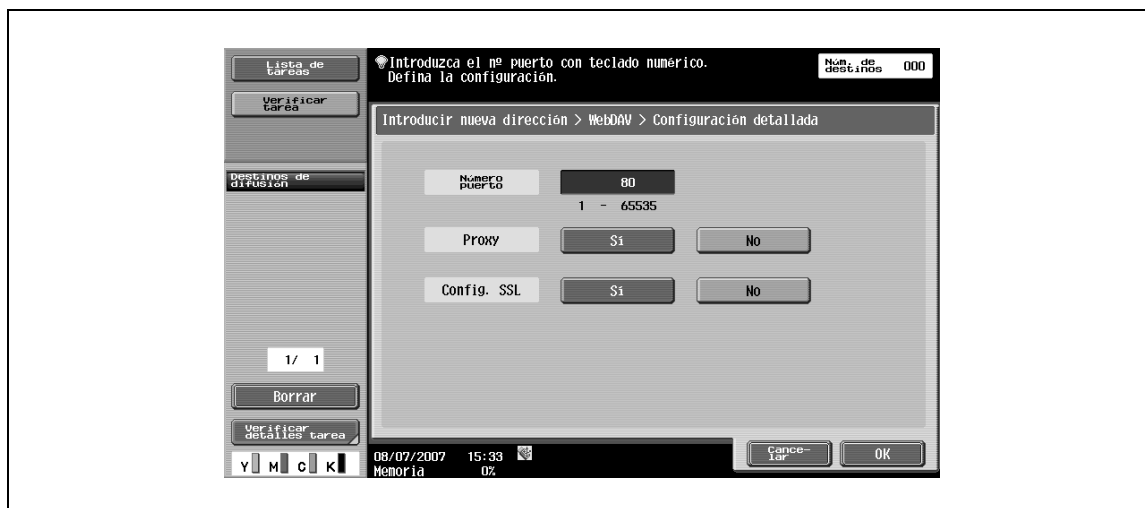 Lista de
tareas
Verificar
tarea
Destinos de
difusión
1/ 1
Borrar
Verificar
detalles tarea
Y M C K
Introduzca el nº puerto con teclado numérico.
Defina la configuración.
Núm. de
destinos 000
Introducir nueva dirección > WebDAV > Configuración detallada
Número
puerto 80
1 - 65535
Proxy Sí No
Config. SSL Sí No
08/07/2007 15:33
Memoria 0%
Cance-
lar
OK